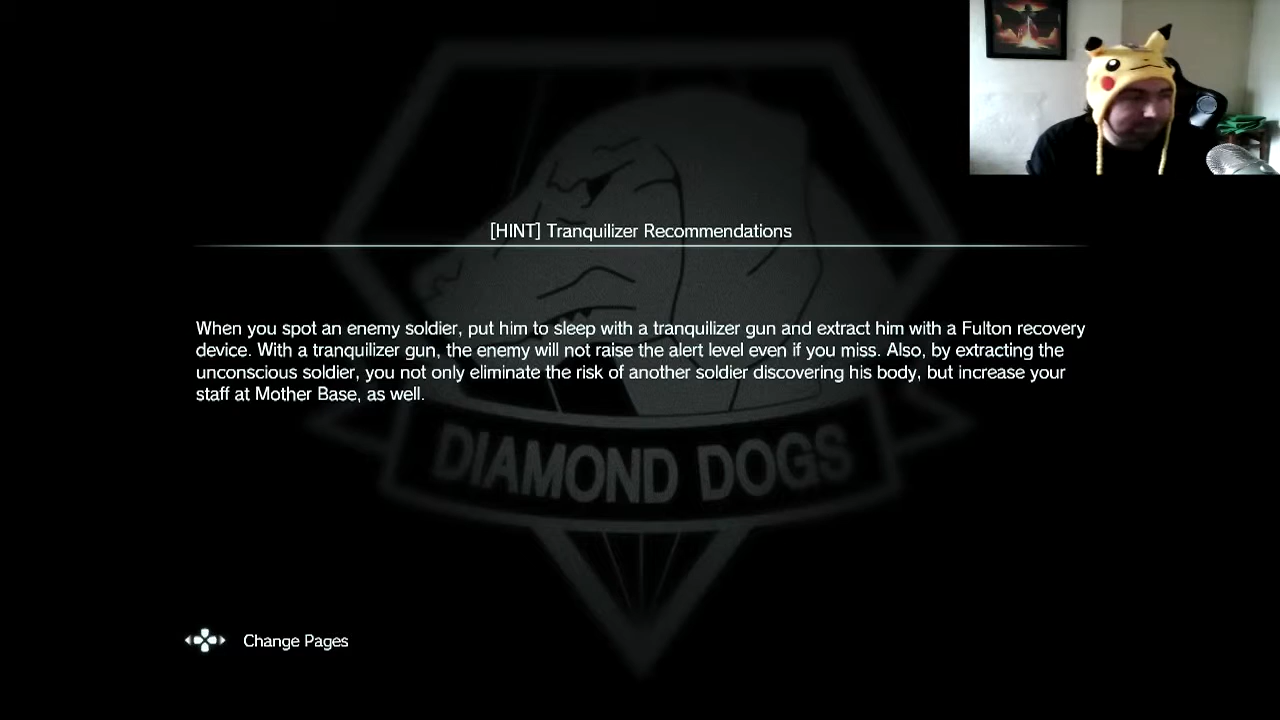 [HINT] Tranquilizer Recommendations
When you spot an enemy soldier, put him to sleep with a tranquilizer gun and extract him with a Fulton recovery
device. With a tranquilizer gun, the enemy will not raise the alert level even if you miss. Also, by extracting the
unconscious soldier, you not only eliminate the risk of another soldier discovering his body, but increase your
staff at Mother Base, as well.
DIAMOND DOGS
Change Pages